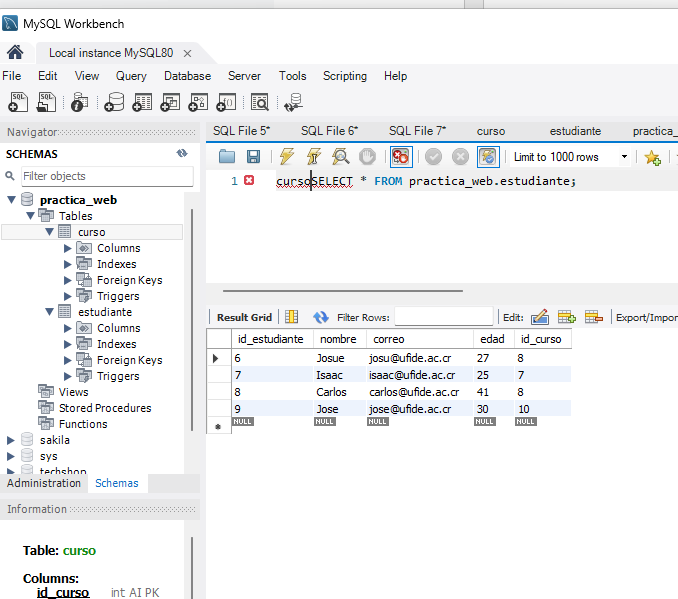 MySQL Workbench
Local instance MySQL80
File Edit View Query Database Server Tools Scripting Help
Navigator
SCHEMAS
Filter objects
practica_web
Tables
curso
Columns
Indexes
Foreign Keys
Triggers
estudiante
Columns
Indexes
Foreign Keys
Triggers
Views
Stored Procedures
Functions
sakila
sys
techshop
Administration Schemas
Information
Table: curso
Columns:
id_curso int AI PK
SQL File 5* SQL File 6* SQL File 7* curso estudiante practica_
Limit to 1000 rows
1 cursoSELECT * FROM practica_web.estudiante;
Result Grid Filter Rows: Edit: Export/Impor
id_estudiante nombre correo edad id_curso
6 Josue josu@ufide.ac.cr 27 8
7 Isaac isaac@ufide.ac.cr 25 7
8 Carlos carlos@ufide.ac.cr 41 8
9 Jose jose@ufide.ac.cr 30 10
NULL NULL NULL NULL NULL